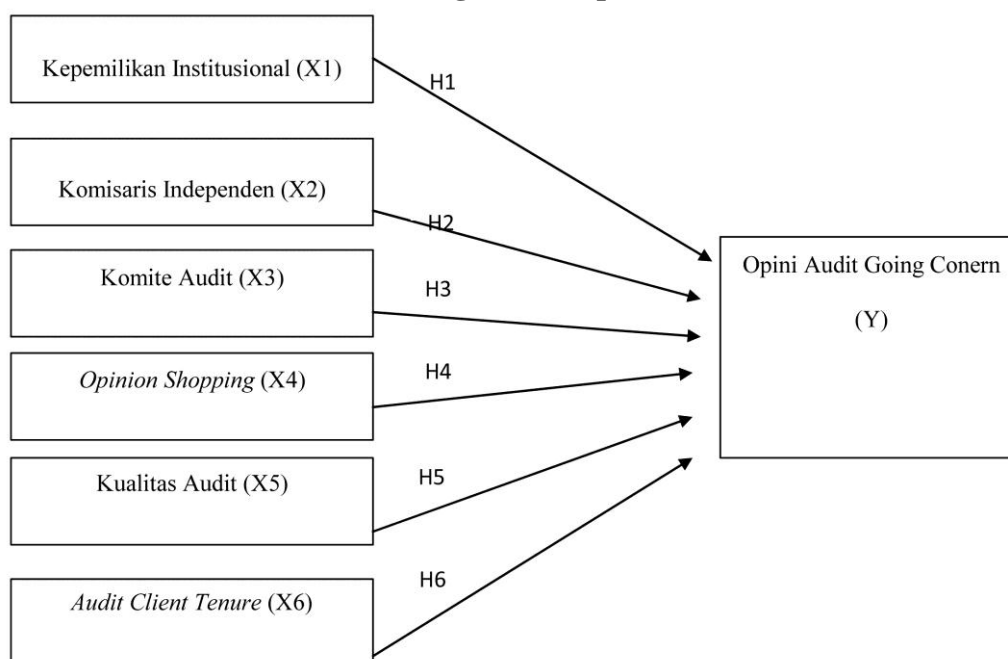 Kepemilikan Institusional (X1)
H1
Komisaris Independen (X2)
H2
Komite Audit (X3)
H3
Opini Audit Going Conern
(Y)
Opinion Shopping (X4)
H4
Kualitas Audit (X5)
H5
Audit Client Tenure (X6)
H6